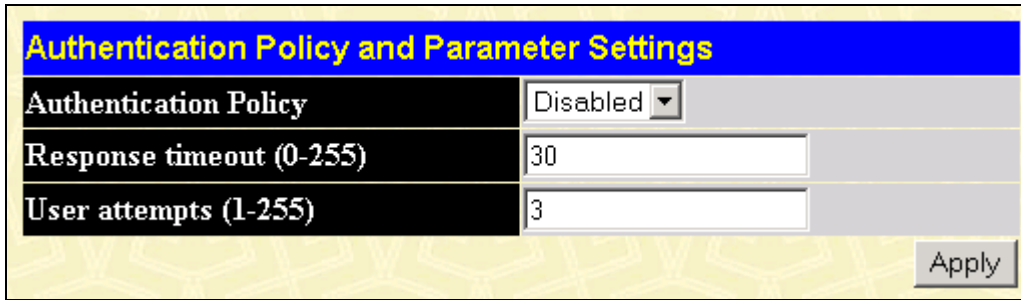 Authentication Policy and Parameter Settings
Authentication Policy Disabled
Response timeout (0-255) 30
User attempts (1-255) 3
Apply